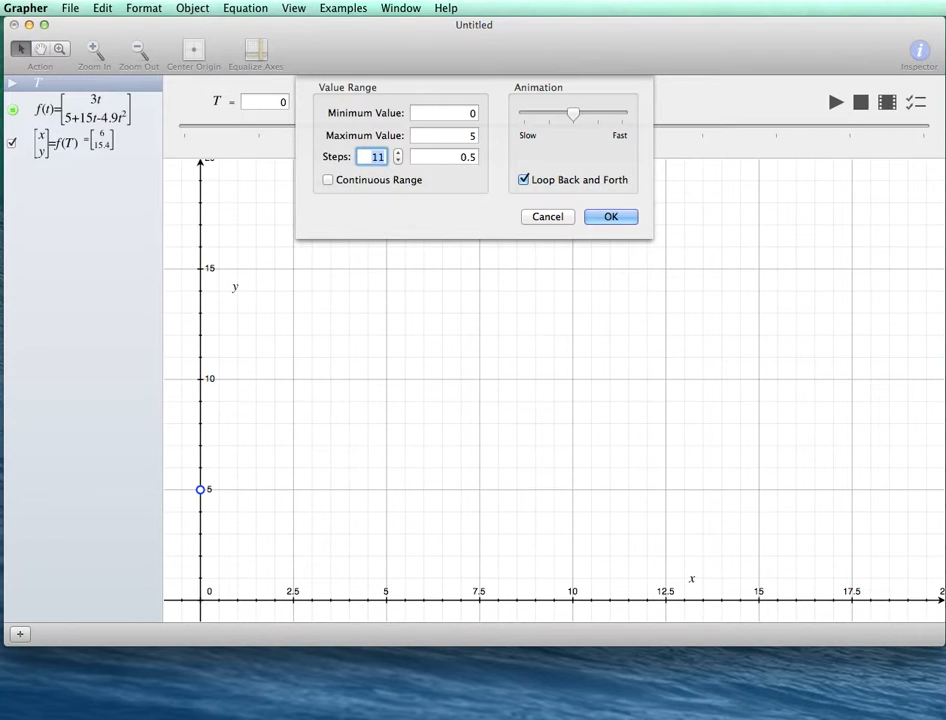 Grapher File Edit Format Object Equation View Examples Window Help
Untitled
Action Zoom In Zoom Out Center Origin Equalize Axes Inspector
T
f(t)=[3t
5+15t-4.9t²]
[x
y]=f(T) =[6
15.4]
T = 0
Value Range
Minimum Value: 0
Maximum Value: 5
Steps: 11 0.5
Continuous Range
Animation
Slow Fast
Loop Back and Forth
Cancel OK
20
15
y
10
5
x
0 2.5 5 7.5 10 12.5 15 17.5 2
+